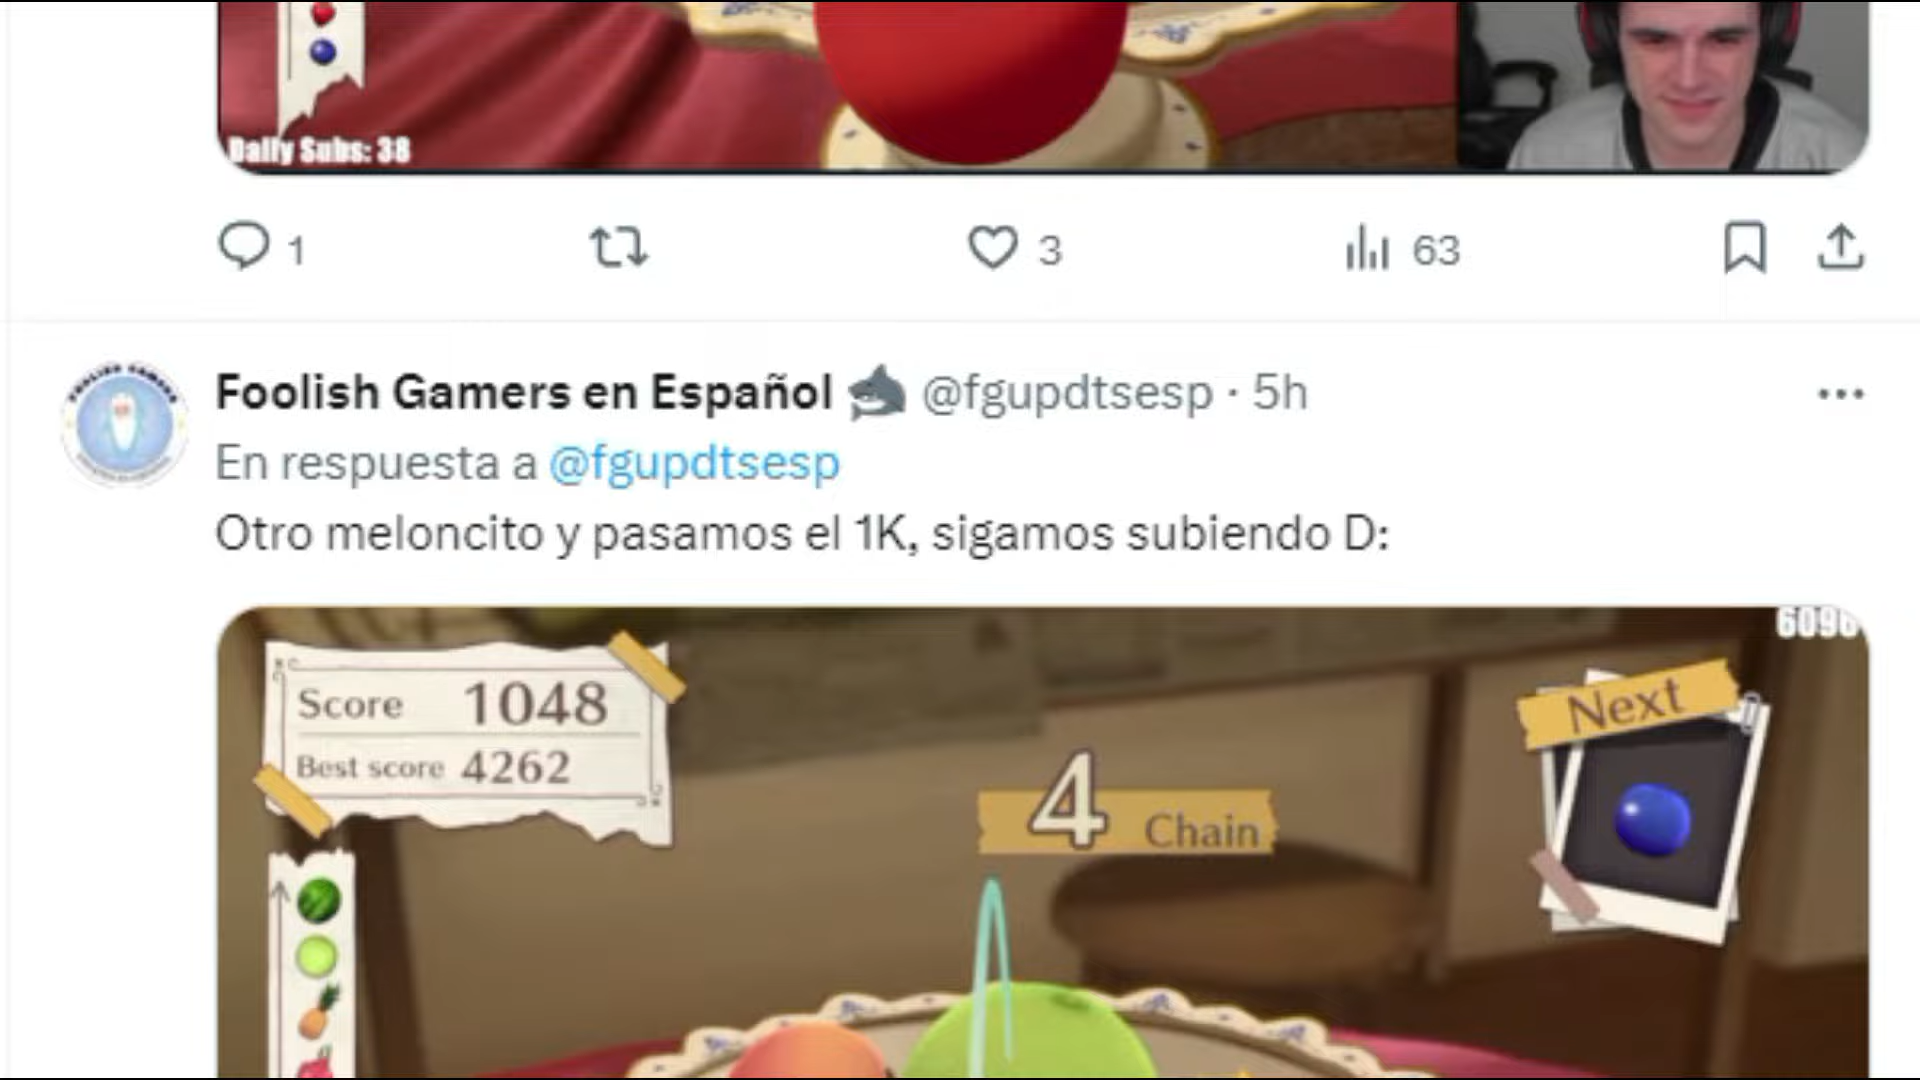 Daily Subs: 38
1
3
63
Foolish Gamers en Español @fgupdtsesp · 5h
En respuesta a @fgupdtsesp
Otro meloncito y pasamos el 1K, sigamos subiendo D:
Score 1048
Best score 4262
4 Chain
Next